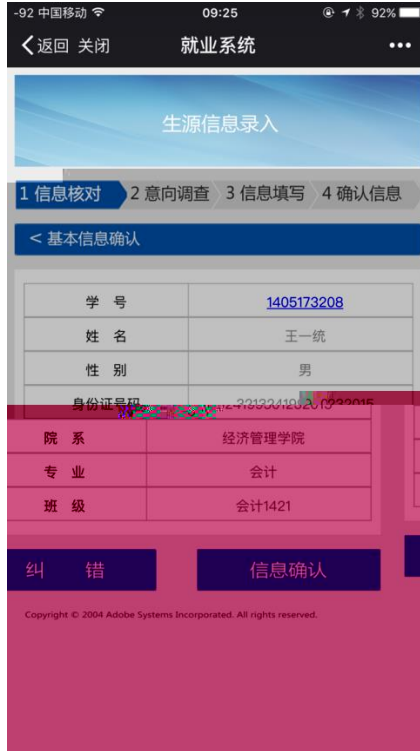 -92 中国移动 09:25 92%
返回 关闭 就业系统
生源信息录入
1 信息核对 2 意向调查 3 信息填写 4 确认信息
< 基本信息确认
学 号 1405173208
姓 名 王一统
性 别 男
身份证号码
院 系 经济管理学院
专 业 会计
班 级 会计1421
纠 错 信息确认
Copyright © 2004 Adobe Systems Incorporated. All rights reserved.